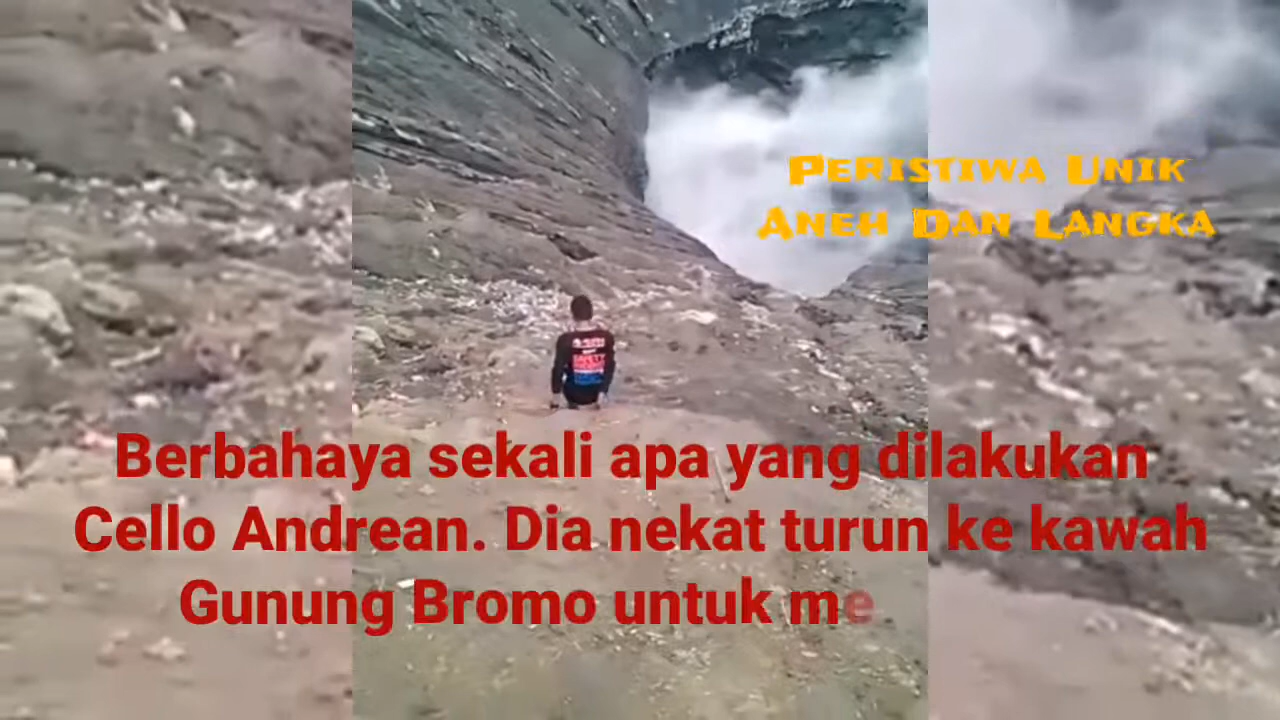 Peristiwa Unik
Aneh Dan Langka
SAFETY
Berbahaya sekali apa yang dilakukan
Cello Andrean. Dia nekat turun ke kawah
Gunung Bromo untuk me